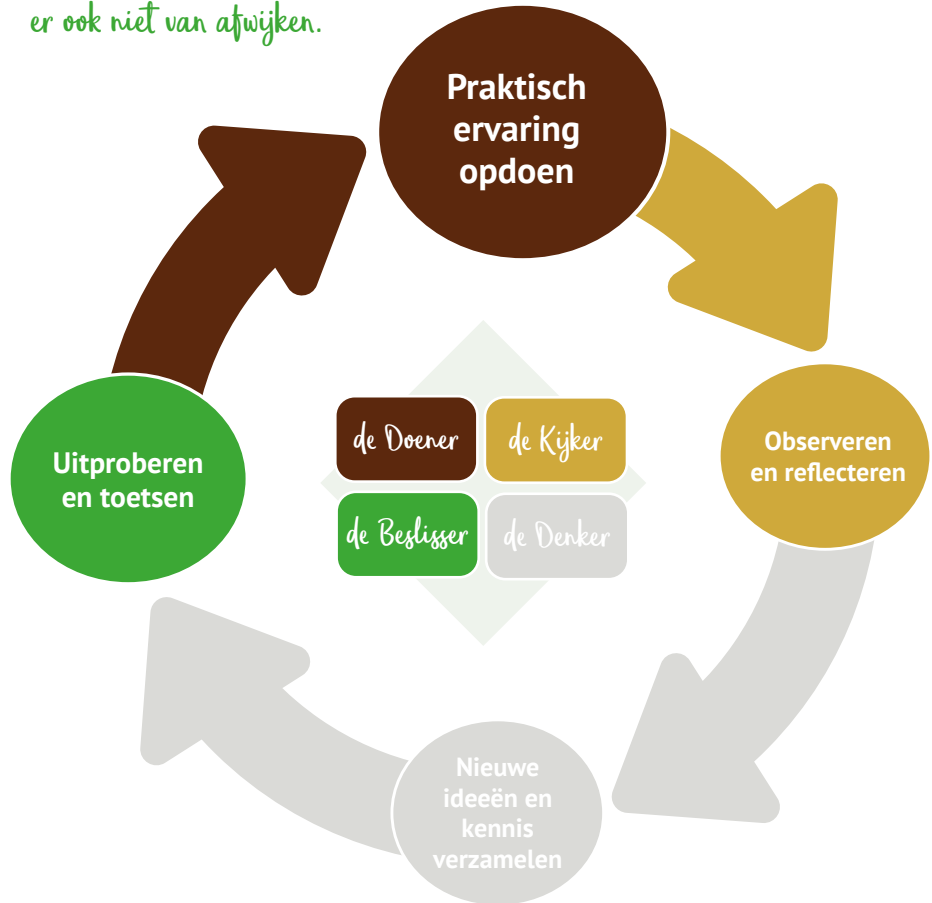 er ook niet van afwijken.
Praktisch
ervaring
opdoen
Observeren
en reflecteren
Nieuwe
ideeën en
kennis
verzamelen
Uitproberen
en toetsen
de Doener
de Kijker
de Beslisser
de Denker